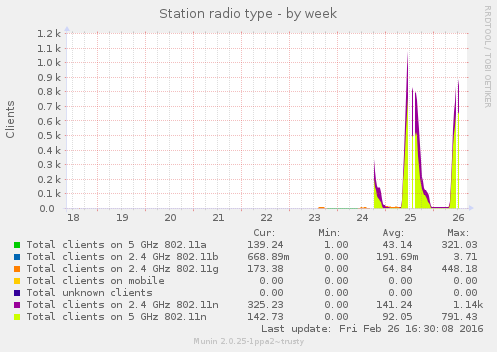 Station radio type - by week
RRDTOOL / TOBI OETIKER
Clients
1.2 k
1.1 k
1.0 k
0.9 k
0.8 k
0.7 k
0.6 k
0.5 k
0.4 k
0.3 k
0.2 k
0.1 k
0.0
18 19 20 21 22 23 24 25 26
Cur: Min: Avg: Max:
Total clients on 5 GHz 802.11a 139.24 1.00 43.14 321.03
Total clients on 2.4 GHz 802.11b 668.89m 0.00 191.69m 3.71
Total clients on 2.4 GHz 802.11g 173.38 0.00 64.84 448.18
Total clients on mobile 0.00 0.00 0.00 0.00
Total unknown clients 0.00 0.00 0.00 0.00
Total clients on 2.4 GHz 802.11n 325.23 0.00 141.24 1.14k
Total clients on 5 GHz 802.11n 142.73 0.00 92.05 791.43
Last update: Fri Feb 26 16:30:08 2016
Munin 2.0.25-1ppa2~trusty